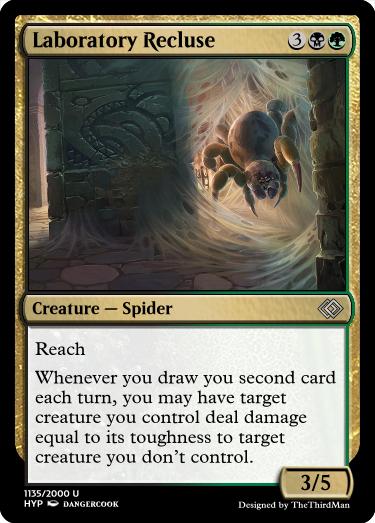 Laboratory Recluse 3
Creature — Spider
Reach
Whenever you draw you second card
each turn, you may have target
creature you control deal damage
equal to its toughness to target
creature you don't control.
3/5
1135/2000 U
HYP DANGERCOOK Designed by TheThirdMan